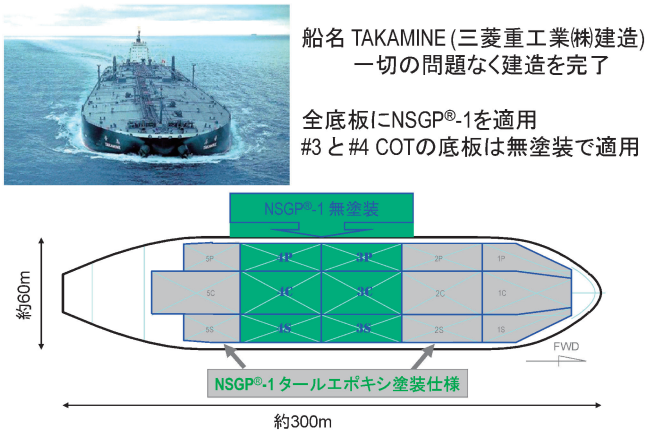 船名 TAKAMINE (三菱重工業㈱建造)
一切の問題なく建造を完了
TAKAMINE
TAKAMINE
全底板にNSGP®-1を適用
#3 と #4 COTの底板は無塗装で適用
NSGP®-1 無塗装
5P 4P 3P 2P 1P
5C 4C 3C 2C 1C
5S 4S 3S 2S 1S
約60m
FWD
NSGP®-1 タールエポキシ塗装仕様
約300m